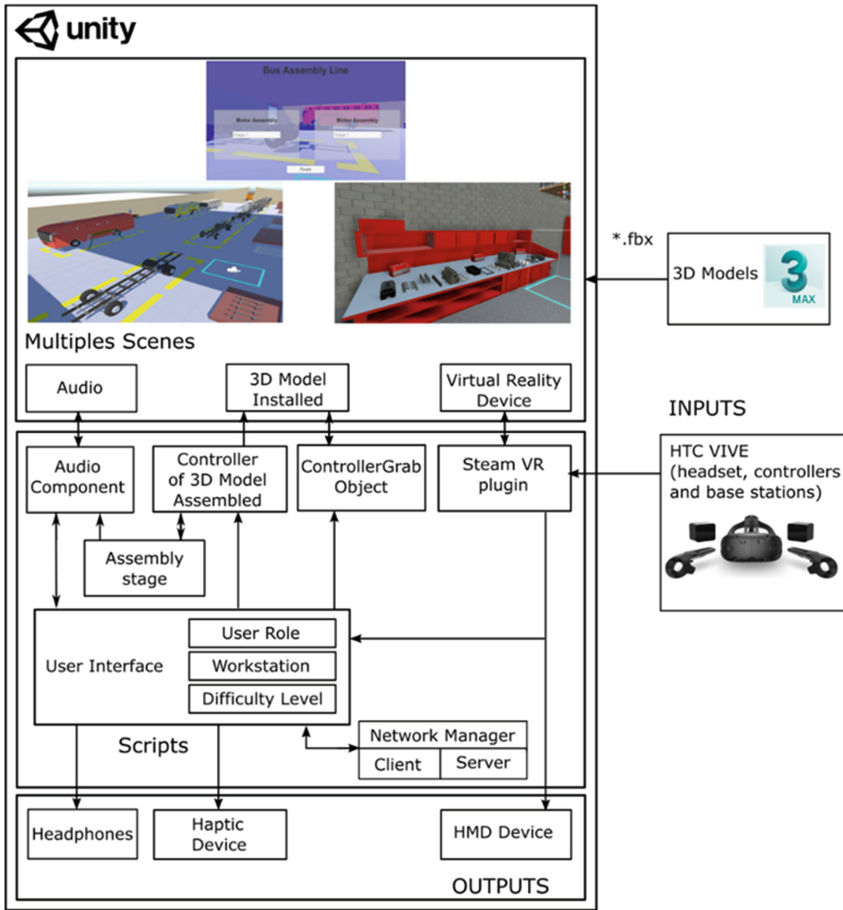 unity
Bus Assembly Line
Motor Assembly
Motor Assembly
Finish
*.fbx
3D Models
3
MAX
Multiples Scenes
Audio
3D Model
Installed
Virtual Reality
Device
INPUTS
HTC VIVE
(headset, controllers
and base stations)
Audio
Component
Controller
of 3D Model
Assembled
ControllerGrab
Object
Steam VR
plugin
Assembly
stage
User Interface
User Role
Workstation
Difficulty Level
Scripts
Network Manager
Client
Server
Headphones
Haptic
Device
HMD Device
OUTPUTS